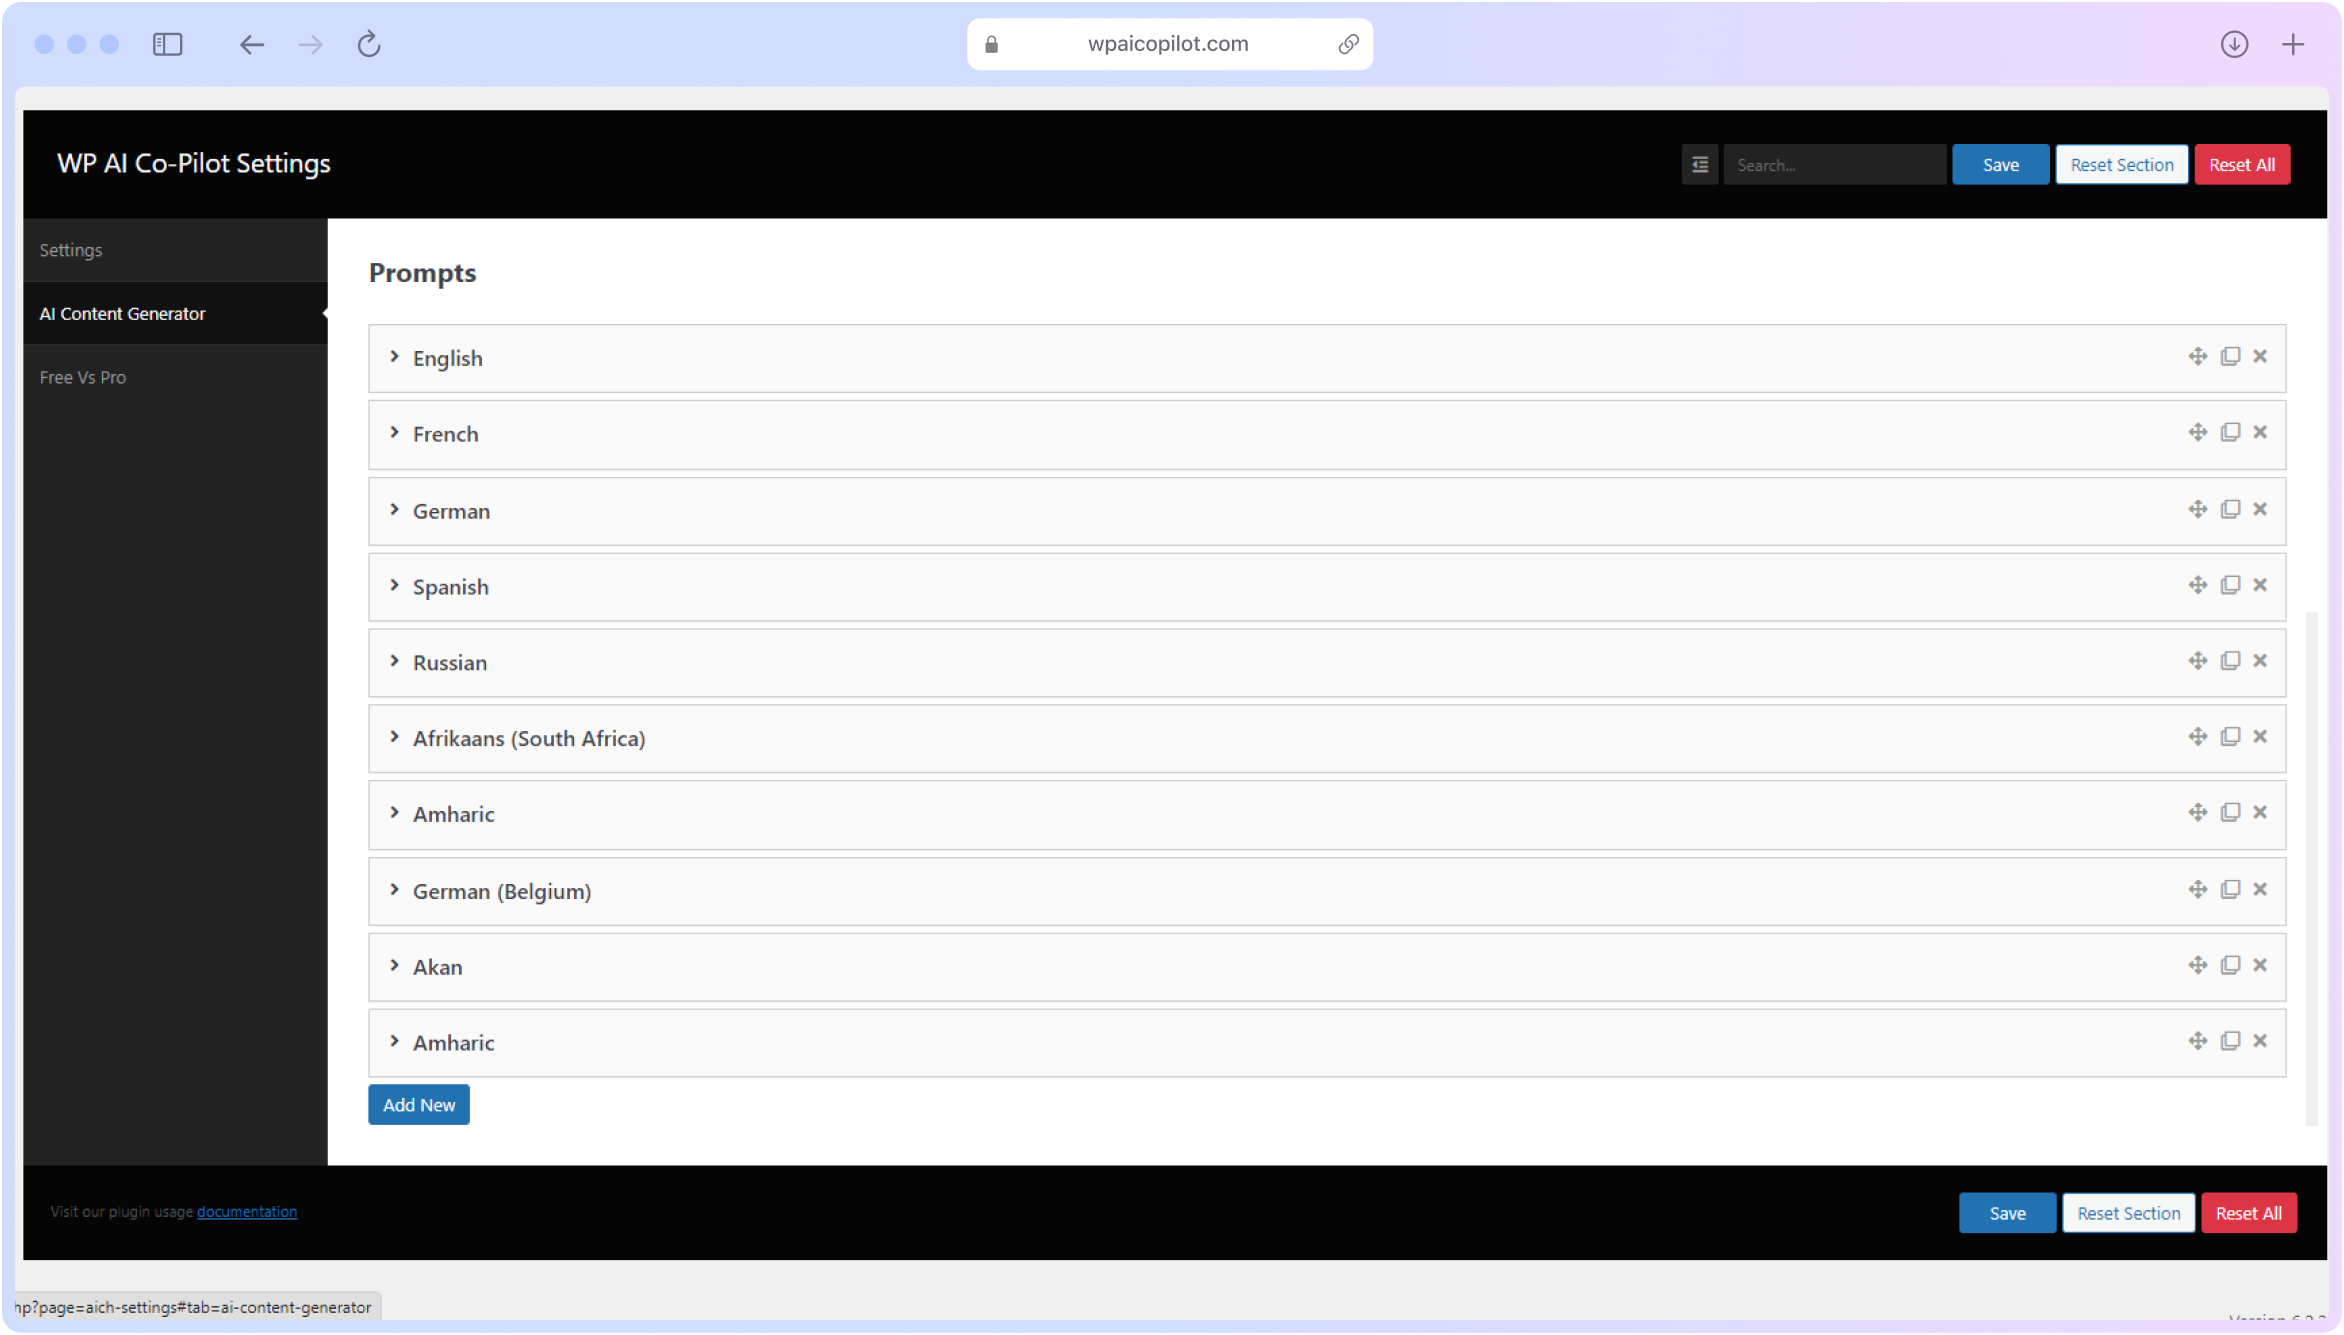 wpaicopilot.com
WP AI Co-Pilot Settings
Search...
Save
Reset Section
Reset All
Settings
AI Content Generator
Free Vs Pro
Prompts
English
French
German
Spanish
Russian
Afrikaans (South Africa)
Amharic
German (Belgium)
Akan
Amharic
Add New
Visit our plugin usage documentation
Save
Reset Section
Reset All
hp?page=aich-settings#tab=ai-content-generator
Version